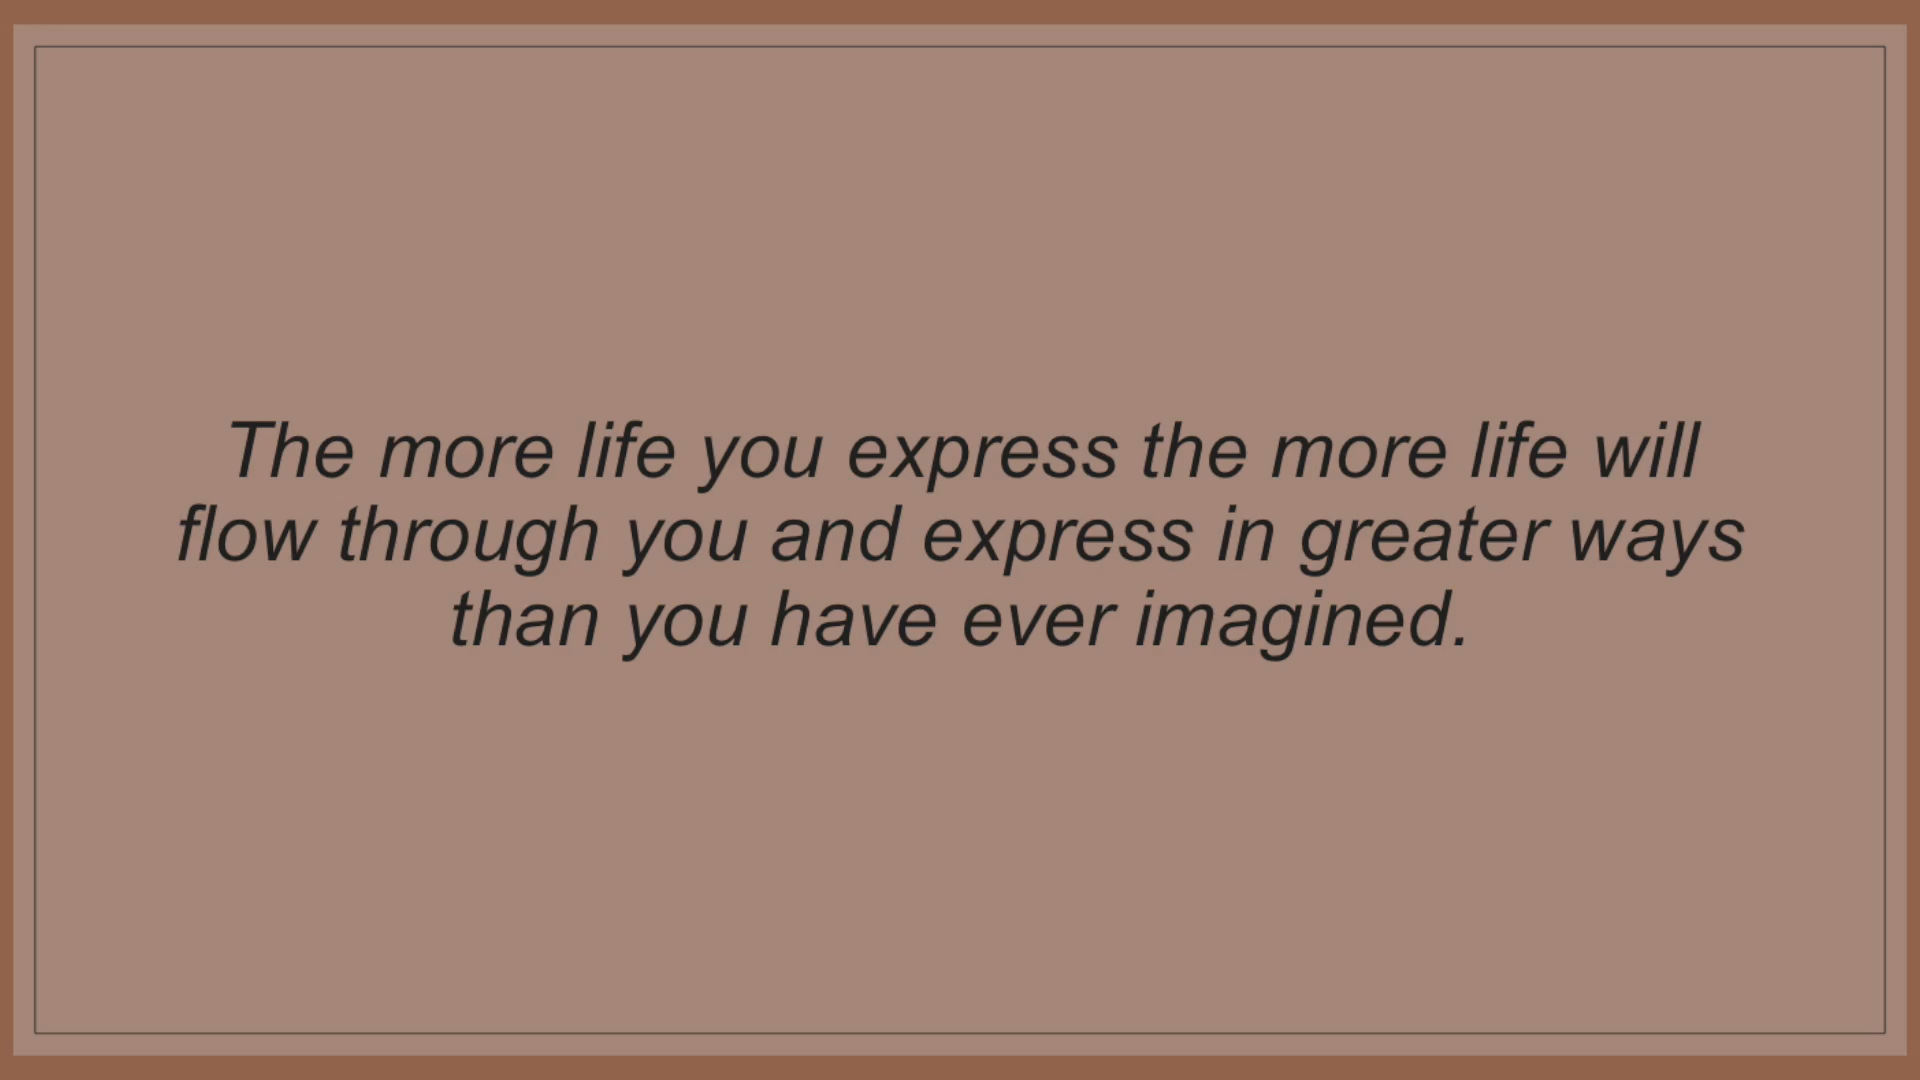 The more life you express the more life will
flow through you and express in greater ways
than you have ever imagined.